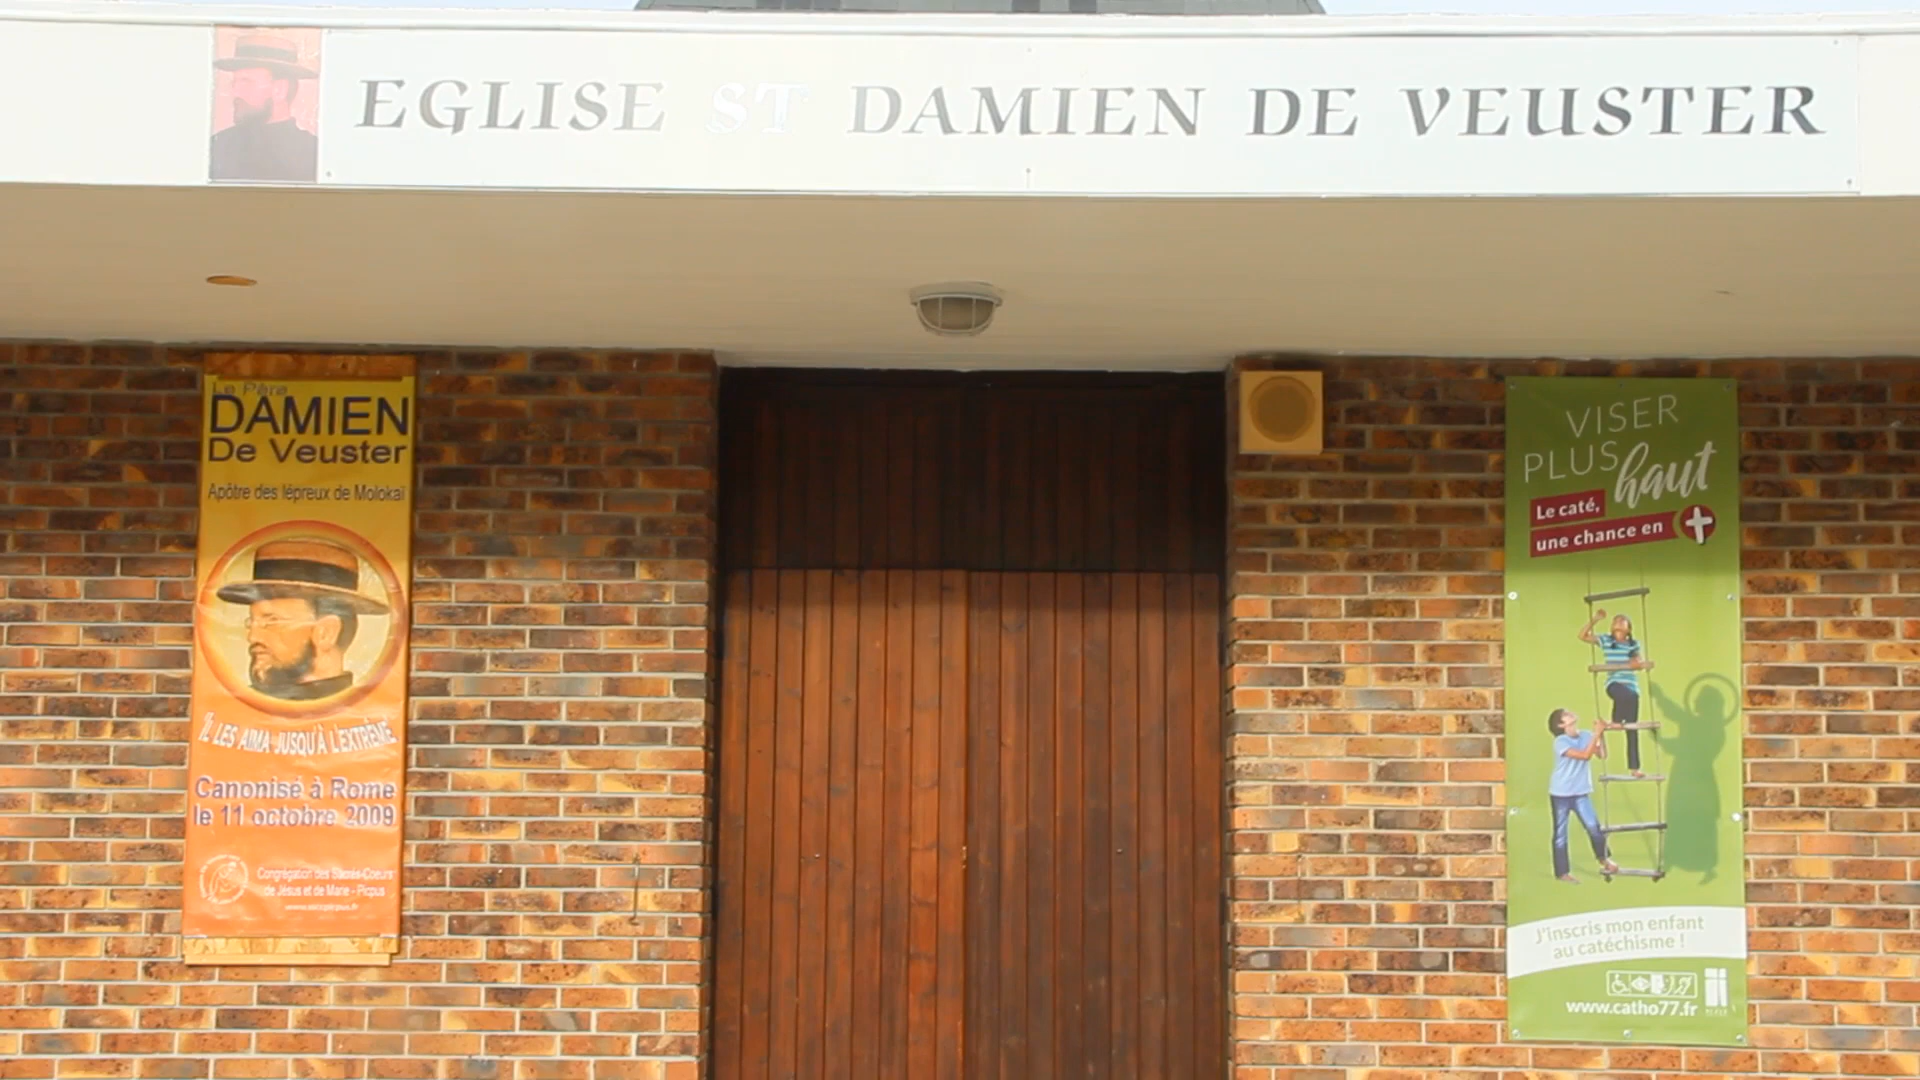 EGLISE ST DAMIEN DE VEUSTER
Le Père
DAMIEN
De Veuster
Apôtre des lépreux de Molokaï
IL LES AIMA JUSQU'À L'EXTRÊME
Canonisé à Rome
le 11 octobre 2009
Congrégation des Sacrés-Coeurs
de Jésus et de Marie - Picpus
VISER
PLUS haut
Le caté,
une chance en +
J'inscris mon enfant
au catéchisme !
www.catho77.fr